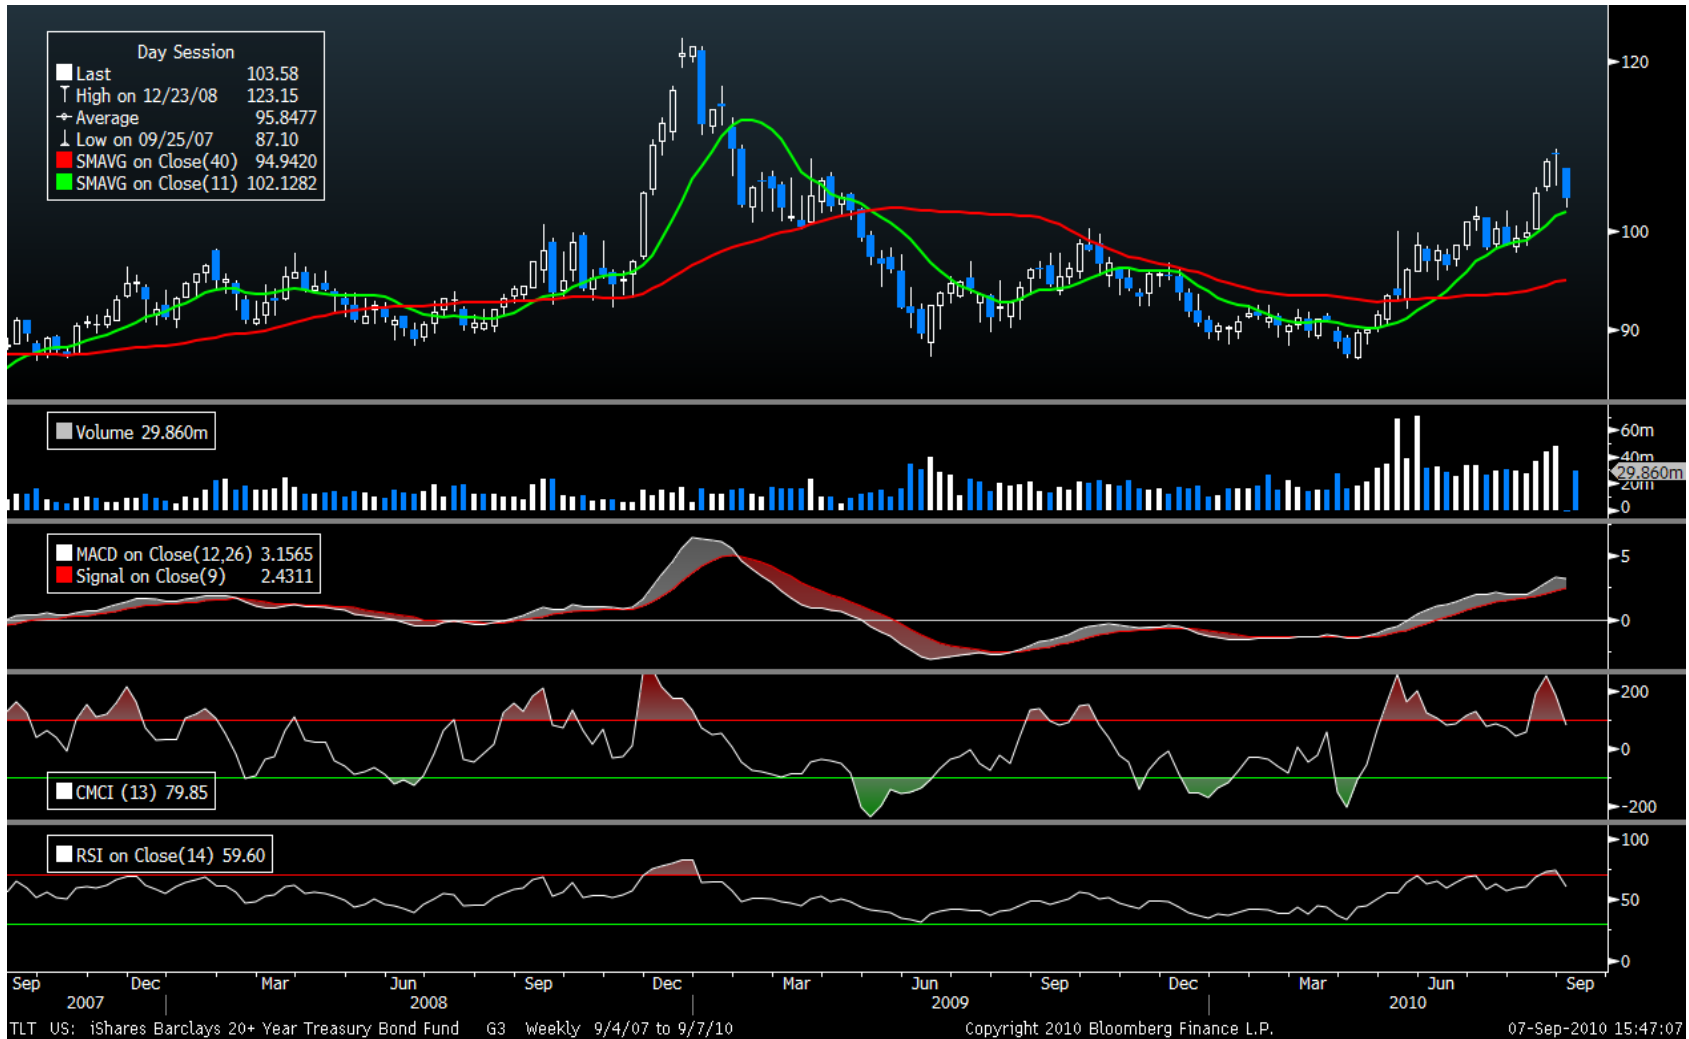 Day Session
Last 103.58
High on 12/23/08 123.15
Average 95.8477
Low on 09/25/07 87.10
SMAVG on Close(40) 94.9420
SMAVG on Close(11) 102.1282
120
100
90
Volume 29.860m
60m
40m
29.860m
20m
0
MACD on Close(12,26) 3.1565
Signal on Close(9) 2.4311
5
0
200
0
-200
CMCI (13) 79.85
RSI on Close(14) 59.60
100
50
0
Sep Dec Mar Jun Sep Dec Mar Jun Sep Dec Mar Jun Sep
2007 2008 2009 2010
TLT US: iShares Barclays 20+ Year Treasury Bond Fund G3 Weekly 9/4/07 to 9/7/10 Copyright 2010 Bloomberg Finance L.P. 07-Sep-2010 15:47:07